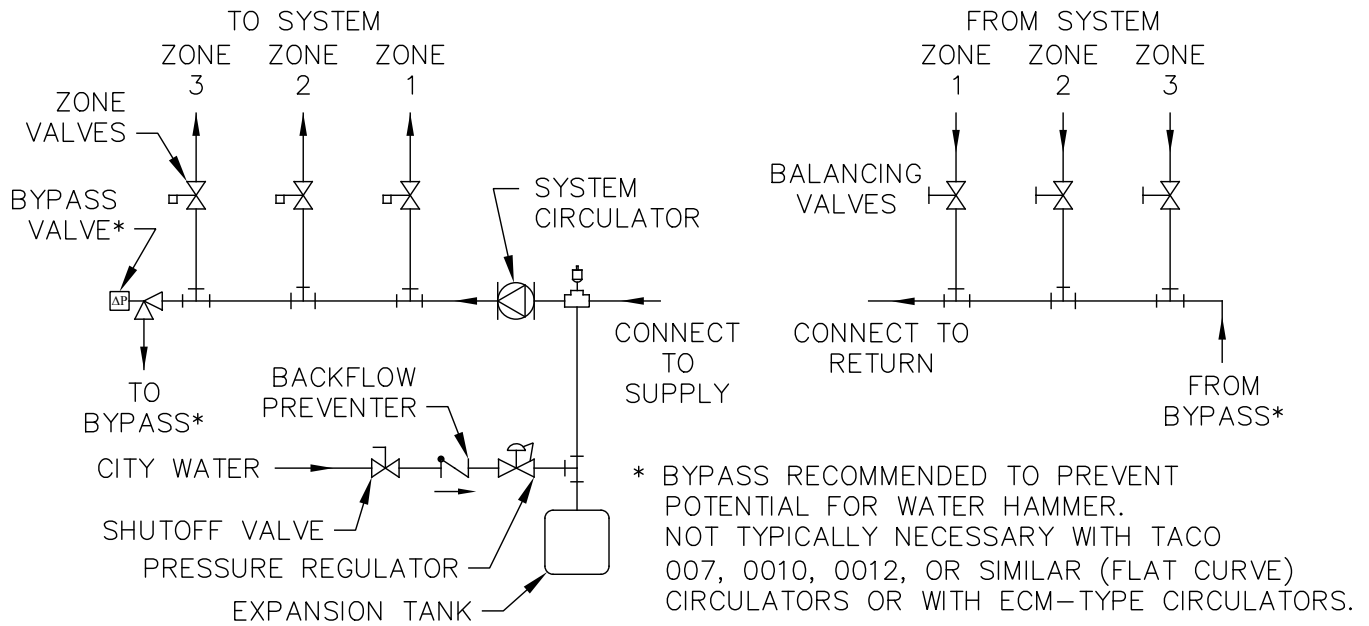 TO SYSTEM
ZONE
3
ZONE
2
ZONE
1
FROM SYSTEM
ZONE
1
ZONE
2
ZONE
3
ZONE
VALVES
BYPASS
VALVE*
SYSTEM
CIRCULATOR
BALANCING
VALVES
ΔP
CONNECT
TO
SUPPLY
CONNECT TO
RETURN
TO
BYPASS*
FROM
BYPASS*
BACKFLOW
PREVENTER
CITY WATER
SHUTOFF VALVE
PRESSURE REGULATOR
EXPANSION TANK
* BYPASS RECOMMENDED TO PREVENT
POTENTIAL FOR WATER HAMMER.
NOT TYPICALLY NECESSARY WITH TACO
007, 0010, 0012, OR SIMILAR (FLAT CURVE)
CIRCULATORS OR WITH ECM-TYPE CIRCULATORS.